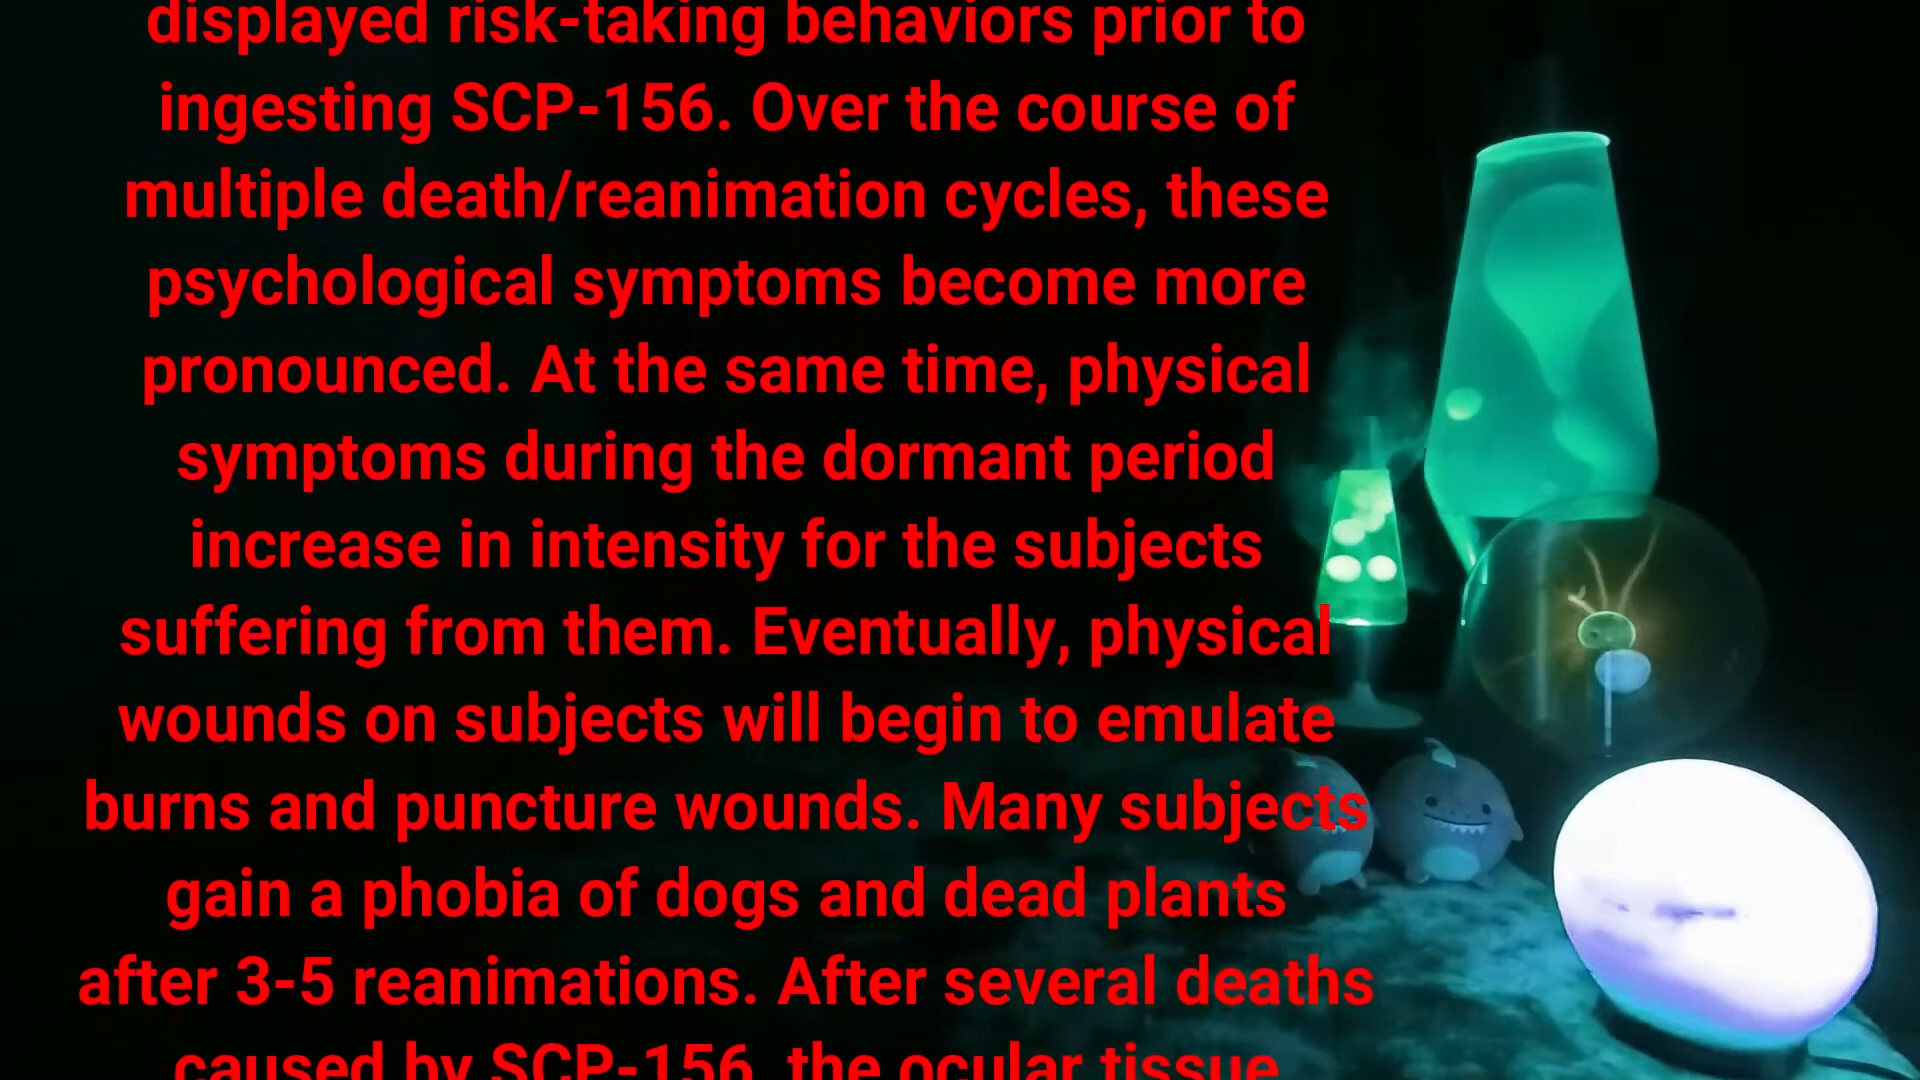 displayed risk-taking behaviors prior to
ingesting SCP-156. Over the course of
multiple death/reanimation cycles, these
psychological symptoms become more
pronounced. At the same time, physical
symptoms during the dormant period
increase in intensity for the subjects
suffering from them. Eventually, physical
wounds on subjects will begin to emulate
burns and puncture wounds. Many subjects
gain a phobia of dogs and dead plants
after 3-5 reanimations. After several deaths
caused by SCP-156, the ocular tissue